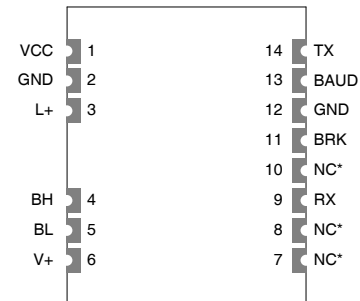 VCC 1 14 TX
GND 2 13 BAUD
L+ 3 12 GND
11 BRK
10 NC*
BH 4 9 RX
BL 5 8 NC*
V+ 6 7 NC*